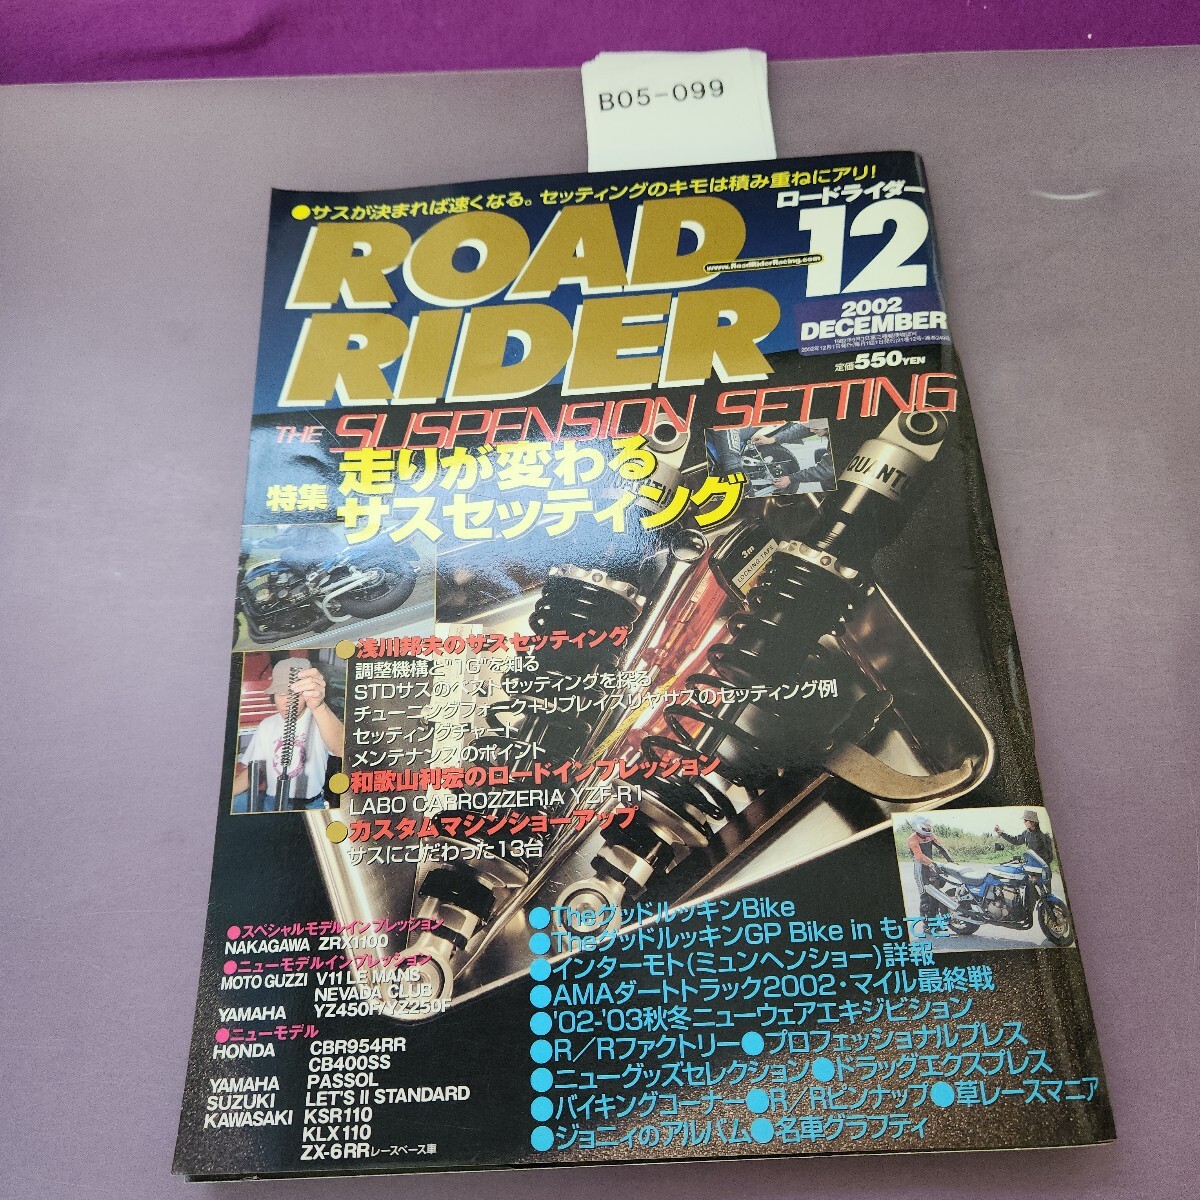 B05-099
●サスが決まれば速くなる。セッティングのキモは積み重ねにアリ!
ロードライダー
ROAD
RIDER
www.RoadRiderRacing.com
12
2002
DECEMBER
定価550YEN
THE SUSPENSION SETTING
特集
走りが変わる
サスセッティング
QUANT
3m
LOCKING TAPE
●浅川邦夫のサスセッティング
調整機構と"1G"を知る
STDサスのベストセッティングを探る
チューニングフォーク+リプレイスリヤサスのセッティング例
セッティングチャート
メンテナンスのポイント
●和歌山利宏のロードインプレッション
LABO CARROZZERIA YZF-R1
●カスタムマシンショーアップ
サスにこだわった13台
●スペシャルモデルインプレッション
NAKAGAWA ZRX1100
●ニューモデルインプレッション
MOTO GUZZI V11 LE MANS
NEVADA CLUB
YAMAHA YZ450F/YZ250F
●ニューモデル
HONDA CBR954RR
CB400SS
YAMAHA PASSOL
SUZUKI LET'S II STANDARD
KAWASAKI KSR110
KLX110
ZX-6RRレースベース車
●TheグッドルッキンBike
●TheグッドルッキンGP Bike in もてぎ
●インターモト(ミュンヘンショー)詳報
●AMAダートトラック2002・マイル最終戦
●'02-'03秋冬ニューウェアエキジビション
●R/Rファクトリー●プロフェッショナルプレス
●ニューグッズセレクション●ドラッグエクスプレス
●バイキングコーナー●R/Rピンナップ●草レースマニア
●ジョニィのアルバム●名車グラフティ